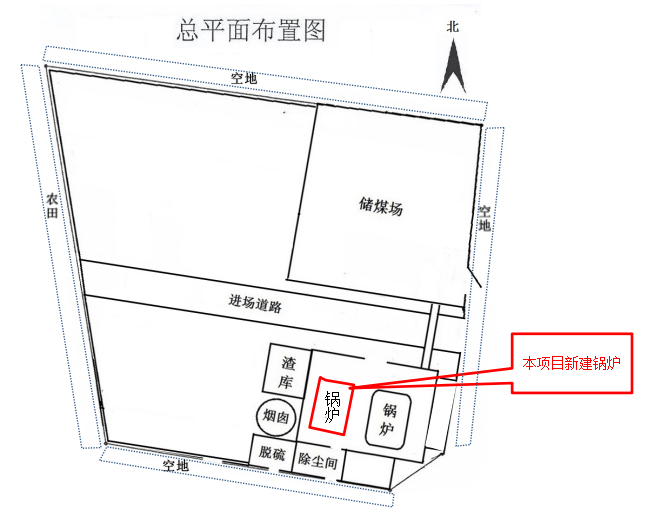 总平面布置图
北
空地
农
田
储煤场
空
地
进场道路
本项目新建锅炉
渣
库
锅
炉
锅
炉
烟囱
脱硫
除尘间
空地